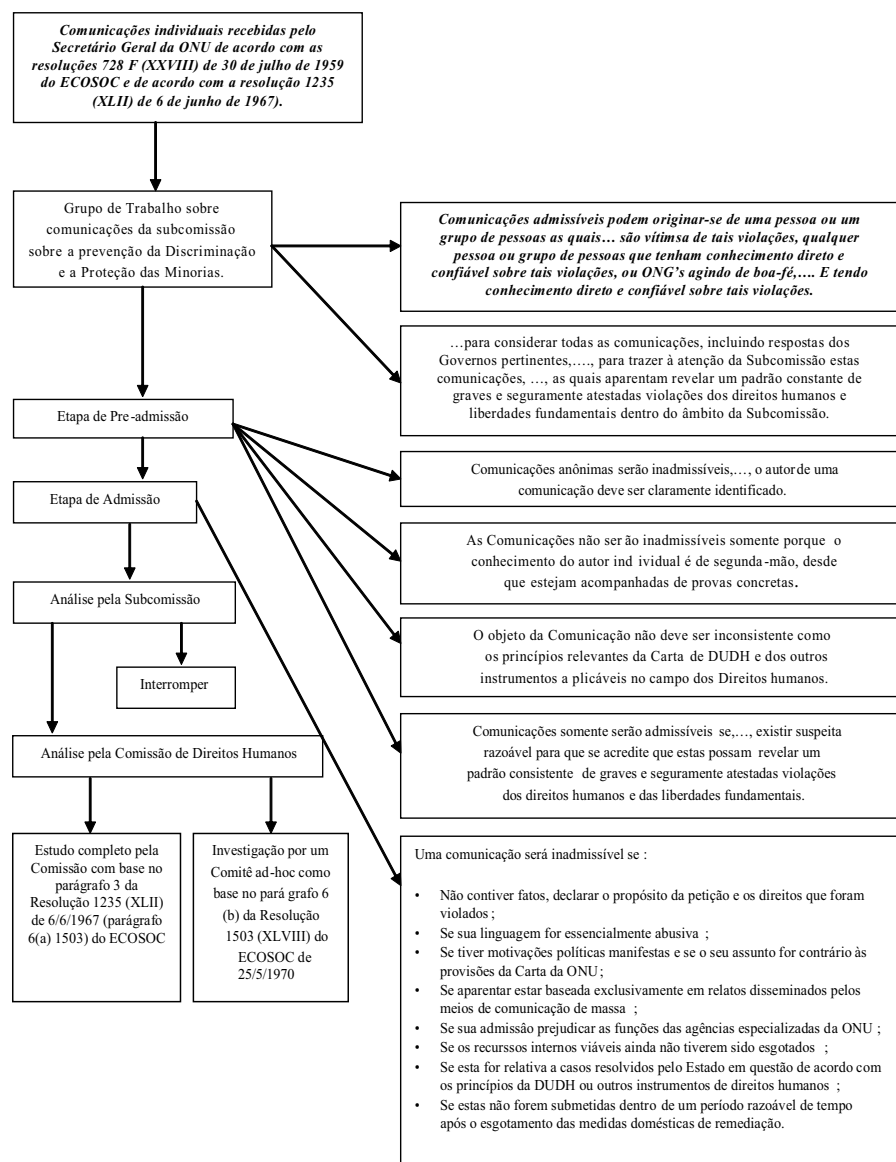 Comunicações individuais recebidas pelo
Secretário Geral da ONU de acordo com as
resoluções 728 F (XXVIII) de 30 de julho de 1959
do ECOSOC e de acordo com a resolução 1235
(XLII) de 6 de junho de 1967).
Grupo de Trabalho sobre
comunicações da subcomissão
sobre a prevenção da Discriminação
e a Proteção das Minorias.
Comunicações admissíveis podem originar-se de uma pessoa ou um
grupo de pessoas as quais… são vítimsa de tais violações, qualquer
pessoa ou grupo de pessoas que tenham conhecimento direto e
confiável sobre tais violações, ou ONG’s agindo de boa-fé,…. E tendo
conhecimento direto e confiável sobre tais violações.
…para considerar todas as comunicações, incluindo respostas dos
Governos pertinentes,…., para trazer à atenção da Subcomissão estas
comunicações, …, as quais aparentam revelar um padrão constante de
graves e seguramente atestadas violações dos direitos humanos e
liberdades fundamentais dentro do âmbito da Subcomissão.
Etapa de Pre-admissão
Comunicações anônimas serão inadmissíveis,…, o autor de uma
comunicação deve ser claramente identificado.
Etapa de Admissão
As Comunicações não ser ão inadmissíveis somente porque o
conhecimento do autor ind ividual é de segunda-mão, desde
que estejam acompanhadas de provas concretas.
Análise pela Subcomissão
O objeto da Comunicação não deve ser inconsistente como
os princípios relevantes da Carta de DUDH e dos outros
instrumentos a plicáveis no campo dos Direitos humanos.
Interromper
Comunicações somente serão admissíveis se,…, existir suspeita
razoável para que se acredite que estas possam revelar um
padrão consistente de graves e seguramente atestadas violações
dos direitos humanos e das liberdades fundamentais.
Análise pela Comissão de Direitos Humanos
Estudo completo pela
Comissão com base no
parágrafo 3 da
Resolução 1235 (XLII)
de 6/6/1967 (parágrafo
6(a) 1503) do ECOSOC
Investigação por um
Comitê ad-hoc como
base no pará grafo 6
(b) da Resolução
1503 (XLVIII) do
ECOSOC de
25/5/1970
Uma comunicação será inadmissível se :
• Não contiver fatos, declarar o propósito da petição e os direitos que foram
violados ;
• Se sua linguagem for essencialmente abusiva ;
• Se tiver motivações políticas manifestas e se o seu assunto for contrário às
provisões da Carta da ONU;
• Se aparentar estar baseada exclusivamente em relatos disseminados pelos
meios de comunicação de massa ;
• Se sua admissâo prejudicar as funções das agências especializadas da ONU ;
• Se os recurssos internos viáveis ainda não tiverem sido esgotados ;
• Se esta for relativa a casos resolvidos pelo Estado em questão de acordo com
os princípios da DUDH ou outros instrumentos de direitos humanos ;
• Se estas não forem submetidas dentro de um período razoável de tempo
após o esgotamento das medidas domésticas de remediação.